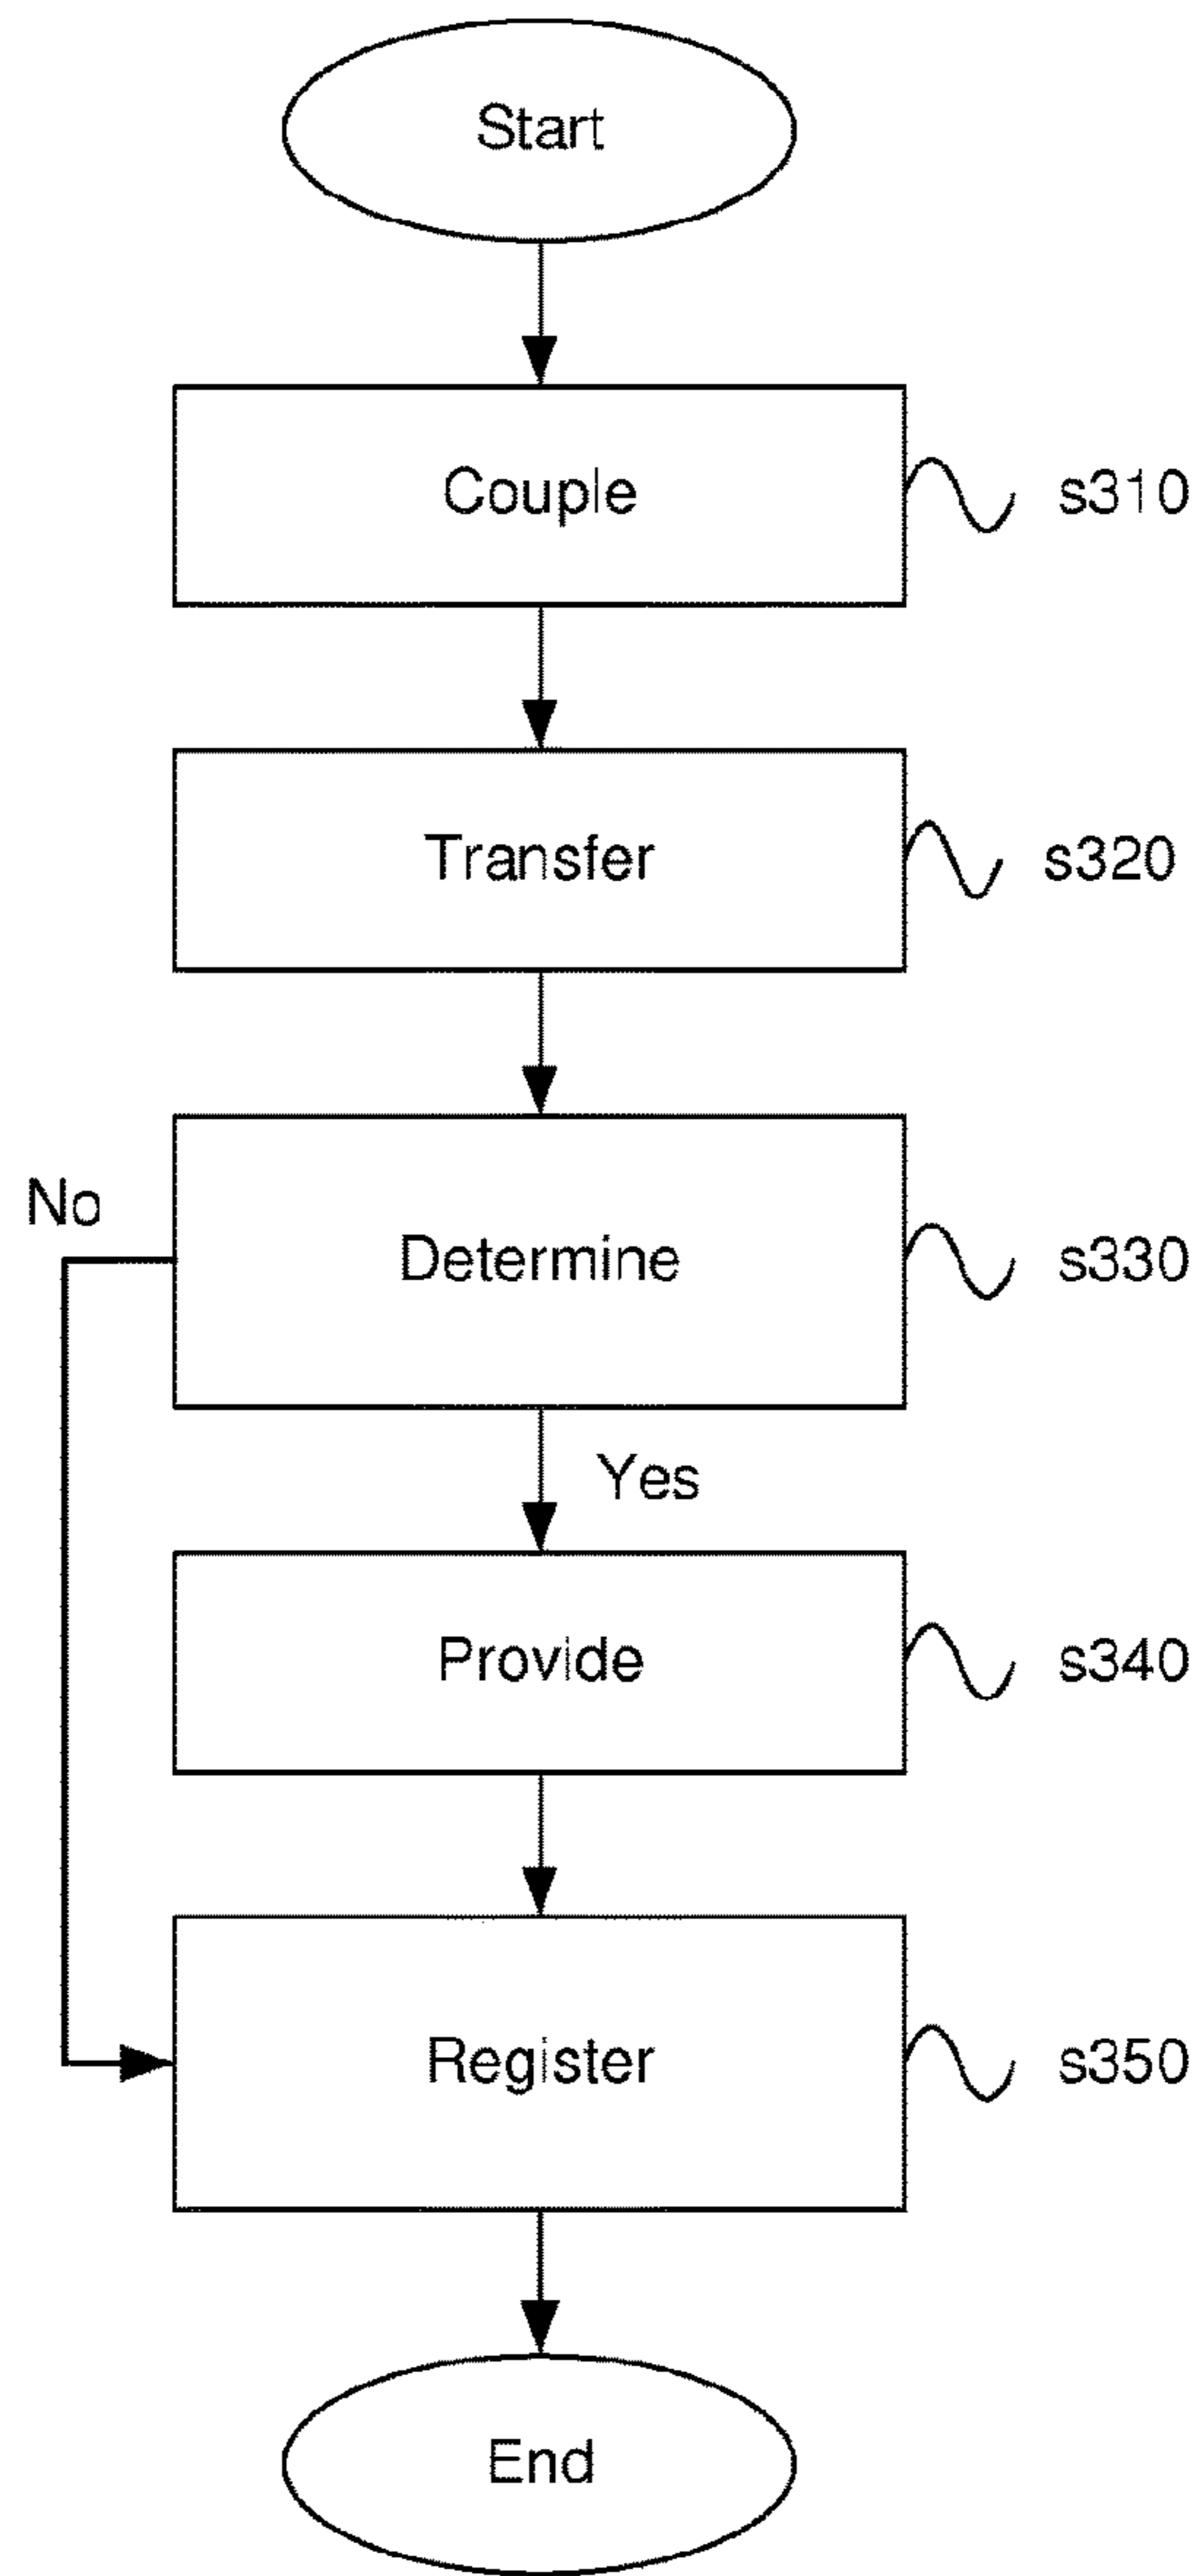 Start
Couple
s310
Transfer
s320
No
Determine
s330
Yes
Provide
s340
Register
s350
End